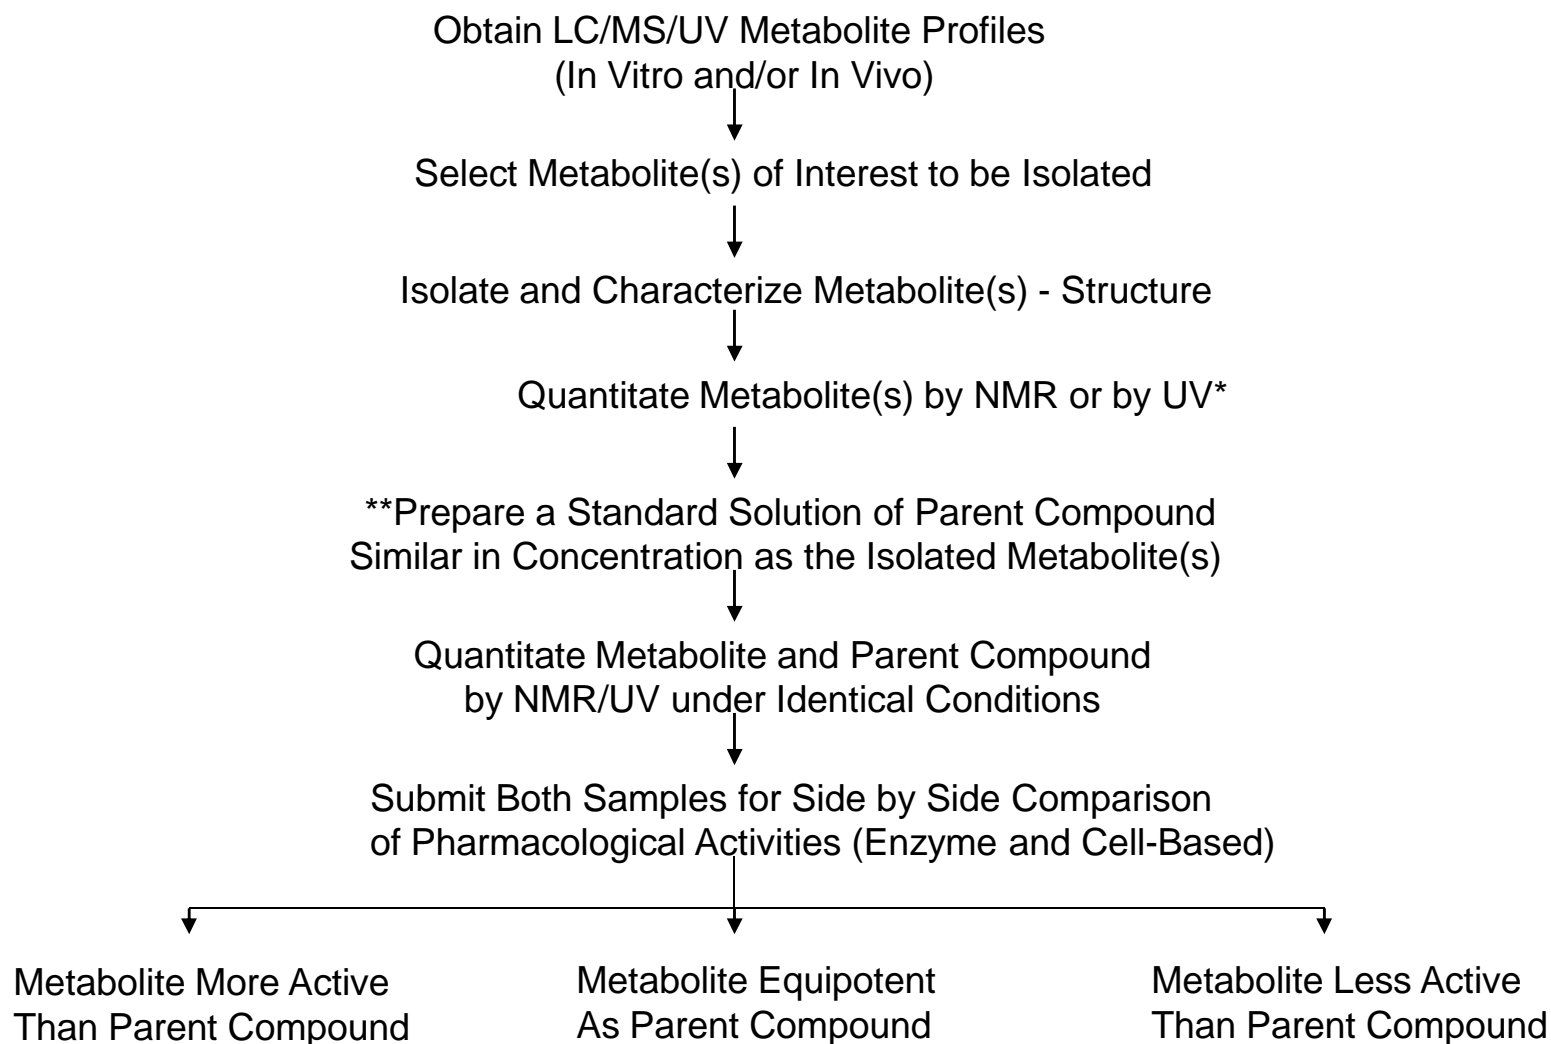 Obtain LC/MS/UV Metabolite Profiles
(In Vitro and/or In Vivo)
Select Metabolite(s) of Interest to be Isolated
Isolate and Characterize Metabolite(s) - Structure
Quantitate Metabolite(s) by NMR or by UV*
**Prepare a Standard Solution of Parent Compound
Similar in Concentration as the Isolated Metabolite(s)
Quantitate Metabolite and Parent Compound
by NMR/UV under Identical Conditions
Submit Both Samples for Side by Side Comparison
of Pharmacological Activities (Enzyme and Cell-Based)
Metabolite More Active
Than Parent Compound
Metabolite Equipotent
As Parent Compound
Metabolite Less Active
Than Parent Compound